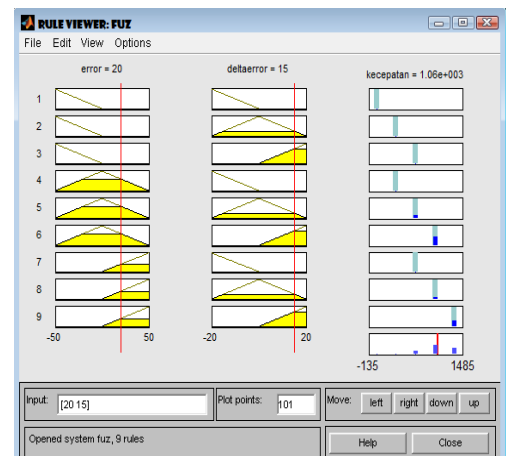 RULE VIEWER: FUZ
File Edit View Options
error = 20
deltaerror = 15
kecepatan = 1.06e+003
1
2
3
4
5
6
7
8
9
-50 50
-20 20
-135 1485
Input: [20 15]
Plot points: 101
Move: left right down up
Opened system fuz, 9 rules
Help Close